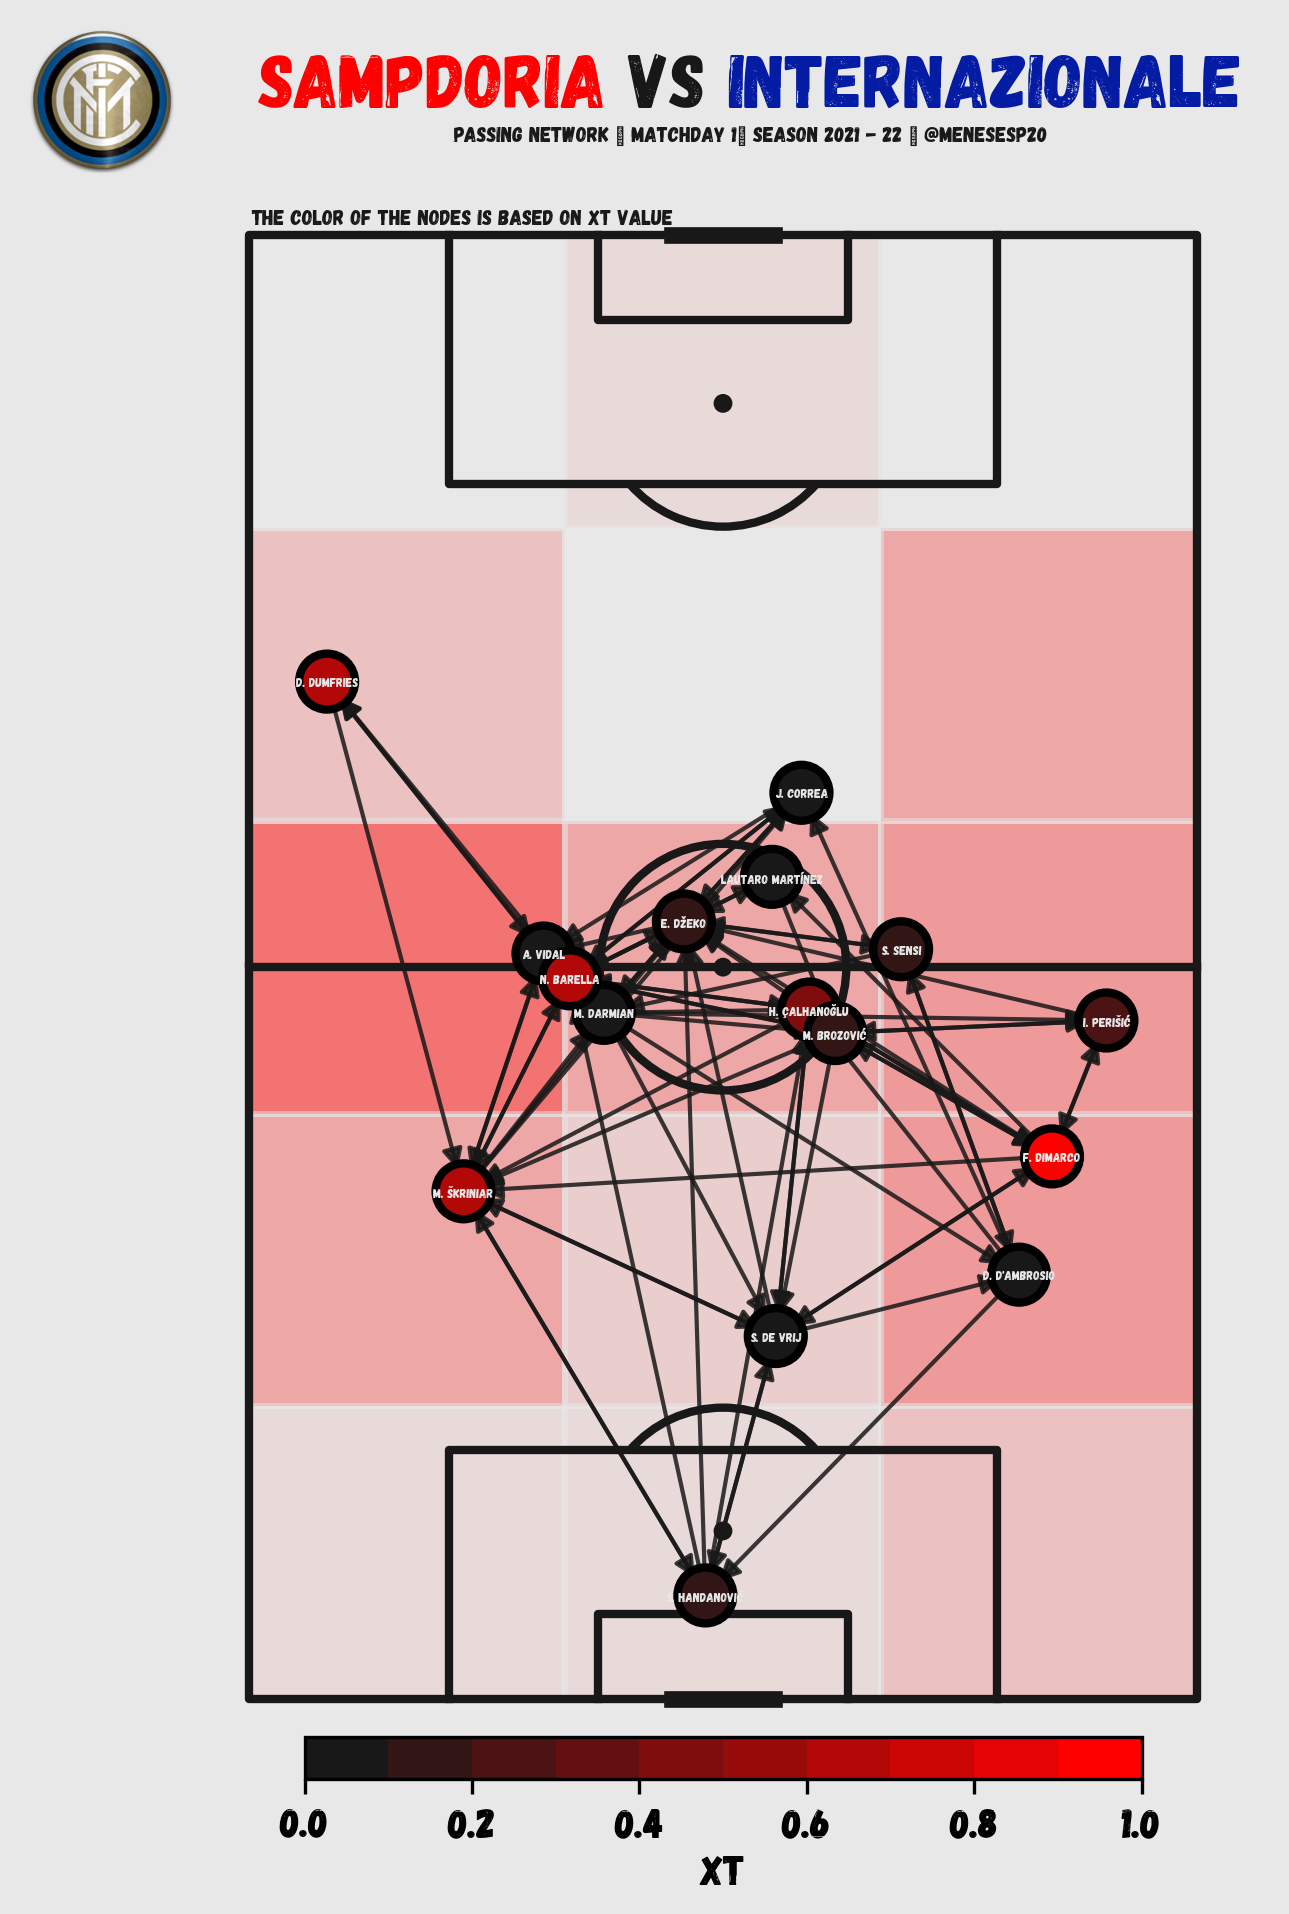 SAMPDORIA VS INTERNAZIONALE
PASSING NETWORK ▯ MATCHDAY 1▯ SEASON 2021 - 22 ▯ @MENESESP20
THE COLOR OF THE NODES IS BASED ON XT VALUE
D. DUMFRIES
J. CORREA
LAUTARO MARTÍNEZ
E. DŽEKO
S. SENSI
A. VIDAL
N. BARELLA
M. DARMIAN
H. ÇALHANOĞLU
I. PERIŠIĆ
M. BROZOVIĆ
F. DIMARCO
M. ŠKRINIAR
D. D'AMBROSIO
S. DE VRIJ
HANDANOVI
0.0 0.2 0.4 0.6 0.8 1.0
XT